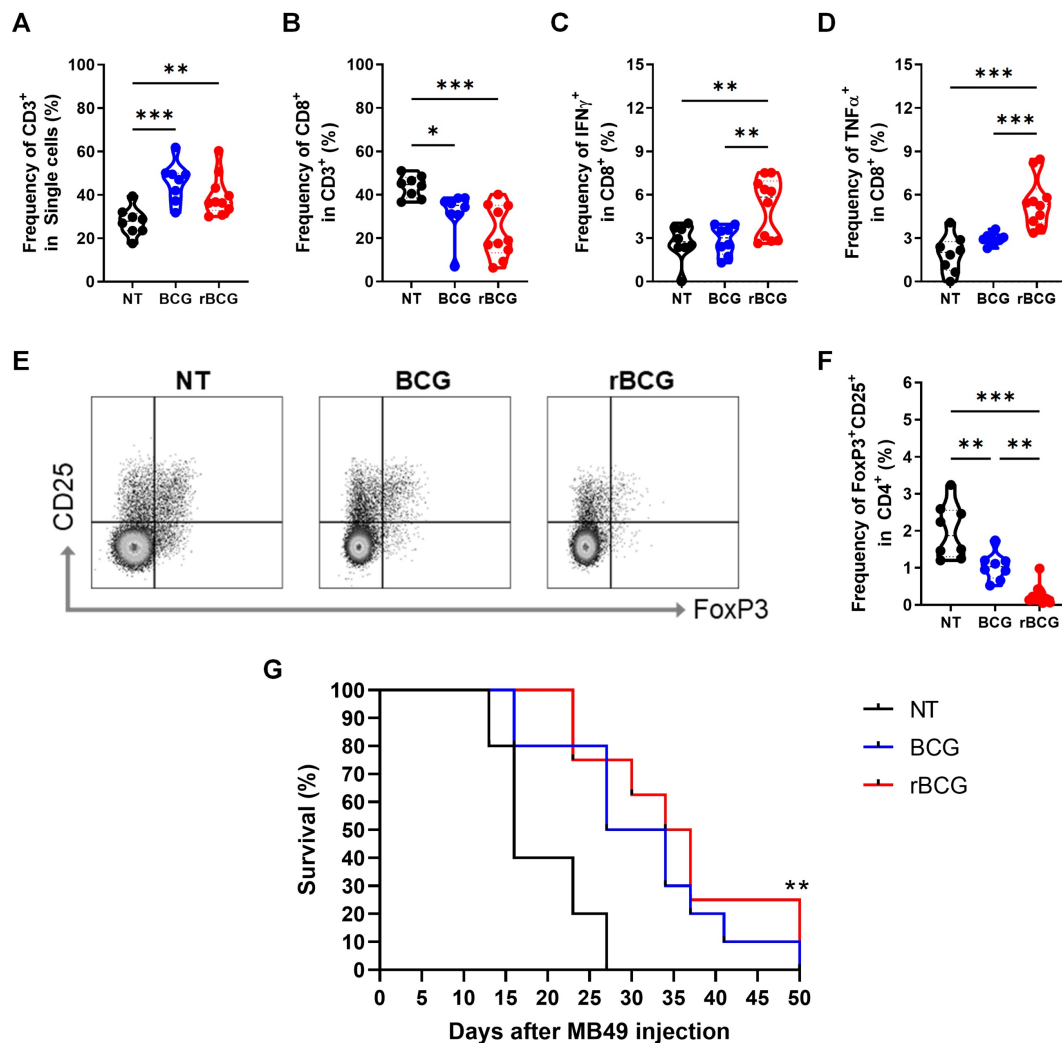 A
Frequency of CD3+
in Single cells (%)
100
80
60
40
20
0
**
***
NT BCG rBCG
B
Frequency of CD8+
in CD3+ (%)
100
80
60
40
20
0
***
*
NT BCG rBCG
C
Frequency of IFNγ+
in CD8+ (%)
15
12
9
6
3
0
**
**
NT BCG rBCG
D
Frequency of TNFα+
in CD8+ (%)
15
12
9
6
3
0
***
***
NT BCG rBCG
E
NT BCG rBCG
CD25
FoxP3
F
Frequency of FoxP3+CD25+
in CD4+ (%)
6
5
4
3
2
1
0
***
** **
NT BCG rBCG
G
Survival (%)
100
90
80
70
60
50
40
30
20
10
0
**
0 5 10 15 20 25 30 35 40 45 50
Days after MB49 injection
NT
BCG
rBCG